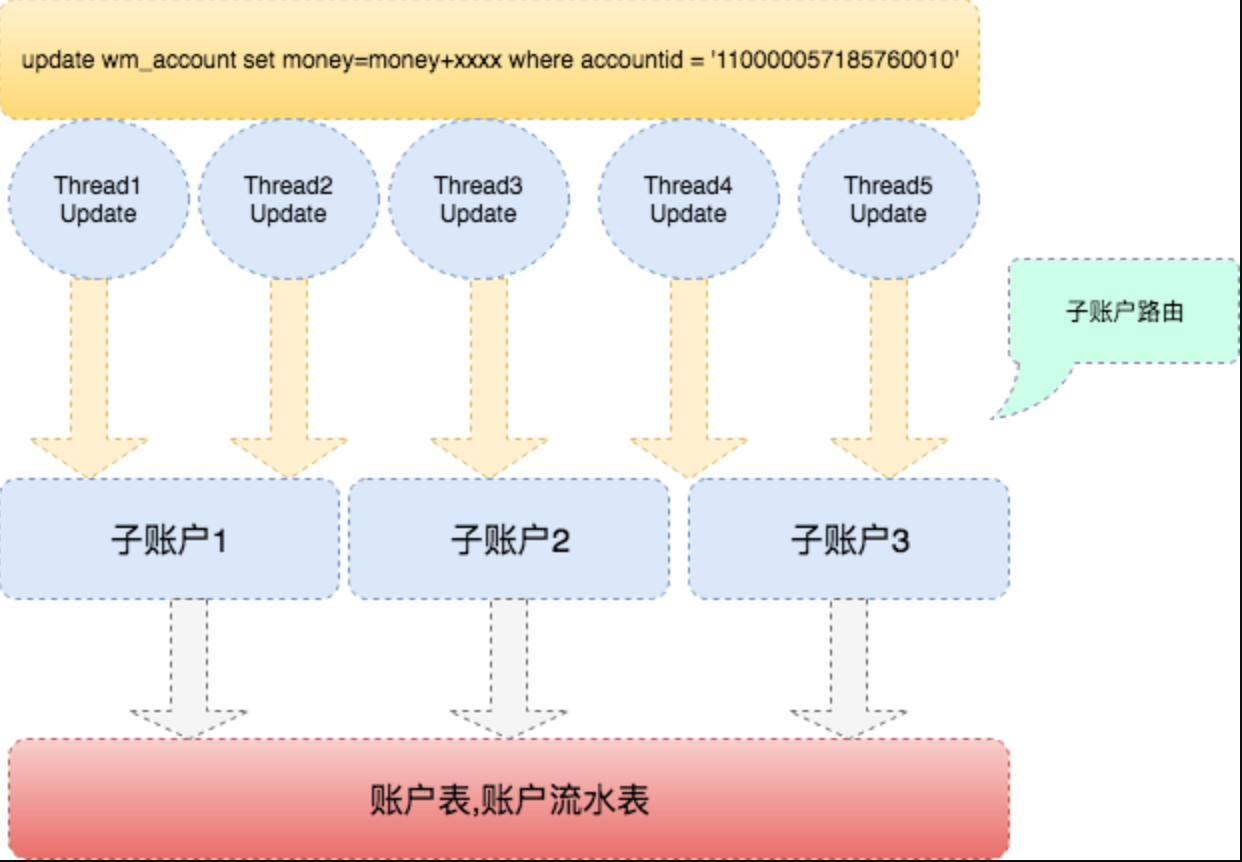 update wm_account set money=money+xxxx where accountid = '110000057185760010'
Thread1
Update
Thread2
Update
Thread3
Update
Thread4
Update
Thread5
Update
子账户路由
子账户1
子账户2
子账户3
账户表,账户流水表